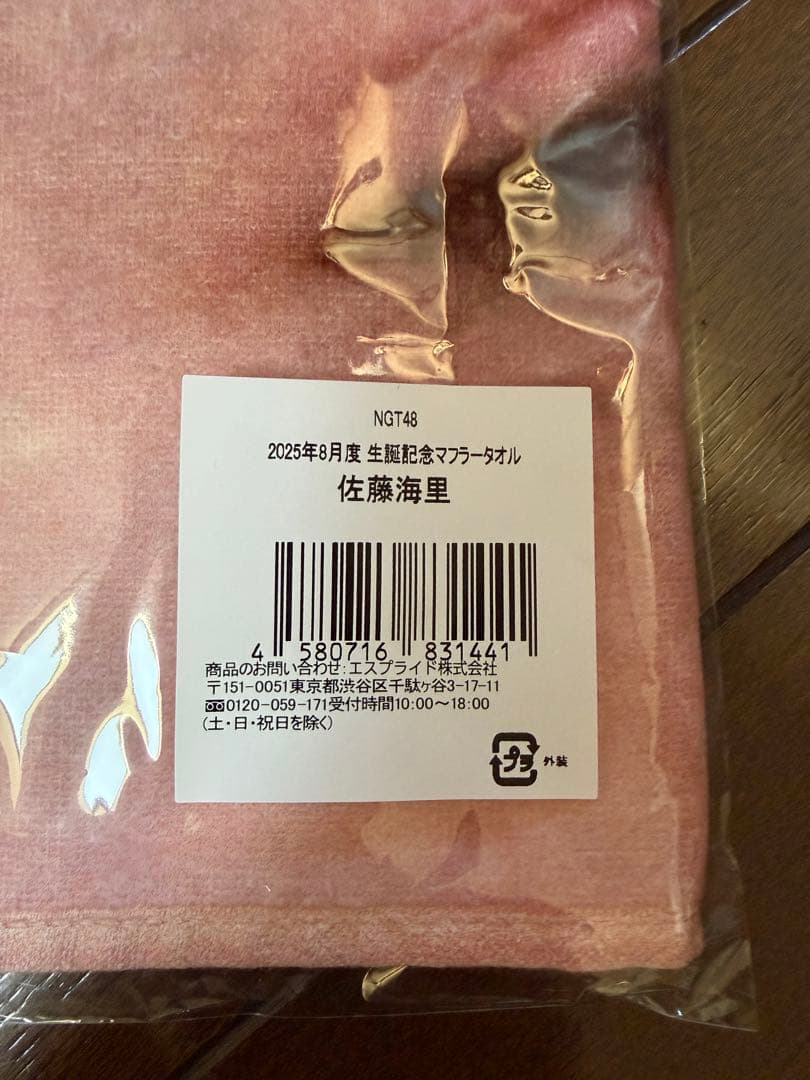 NGT48
2025年8月度 生誕記念マフラータオル
佐藤海里
4 580716 831441
商品のお問い合わせ:エスプライド株式会社
〒151-0051東京都渋谷区千駄ヶ谷3-17-11
0120-059-171受付時間10:00~18:00
(土・日・祝日を除く)
プラ 外装